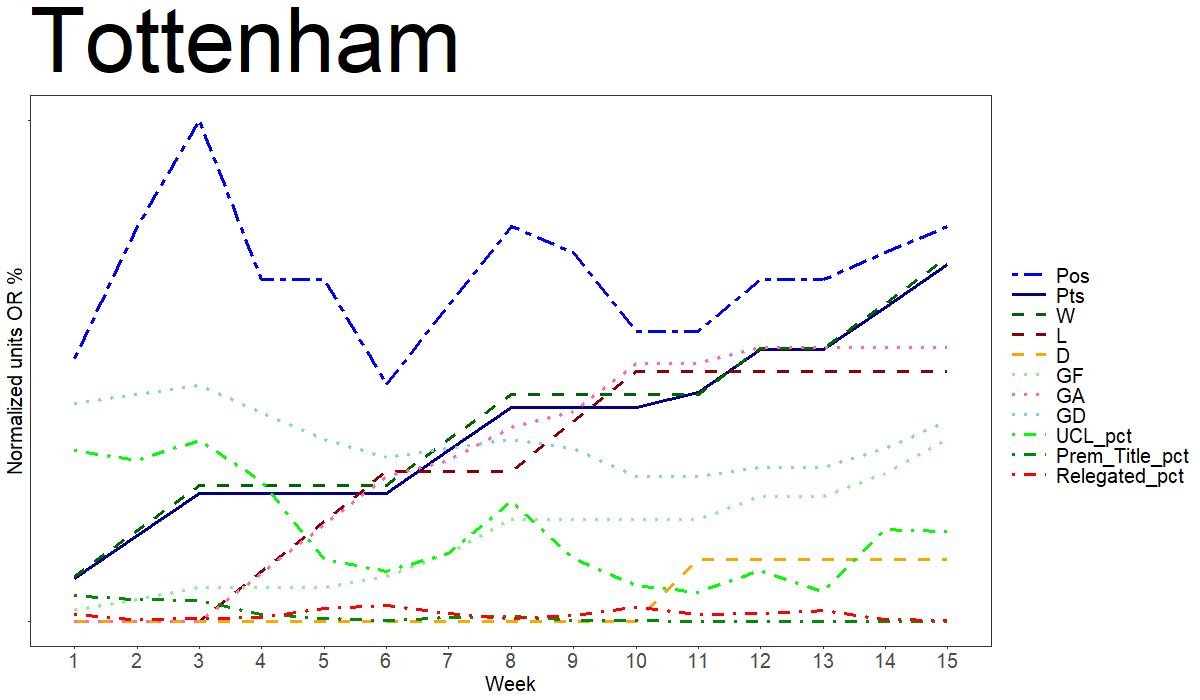 Tottenham
Normalized units OR %
Pos
Pts
W
L
D
GF
GA
GD
UCL_pct
Prem_Title_pct
Relegated_pct
1 2 3 4 5 6 7 8 9 10 11 12 13 14 15
Week